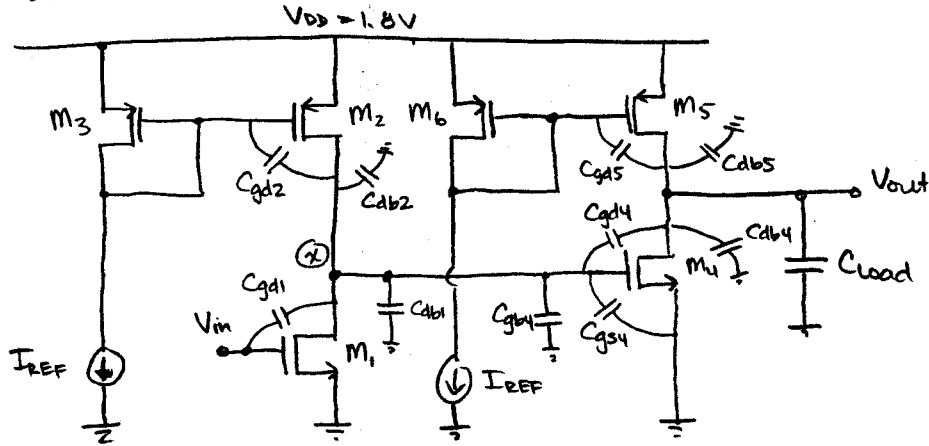 VDD = 1.8V
M3
M2
M6
M5
Cgd2
Cdb2
Cgd5
Cdb5
Vout
Cgd4
Cdb4
x
M4
Cload
Cgd1
Cdb1
Cgb4
Cgs4
Vin
M1
IREF
IREF